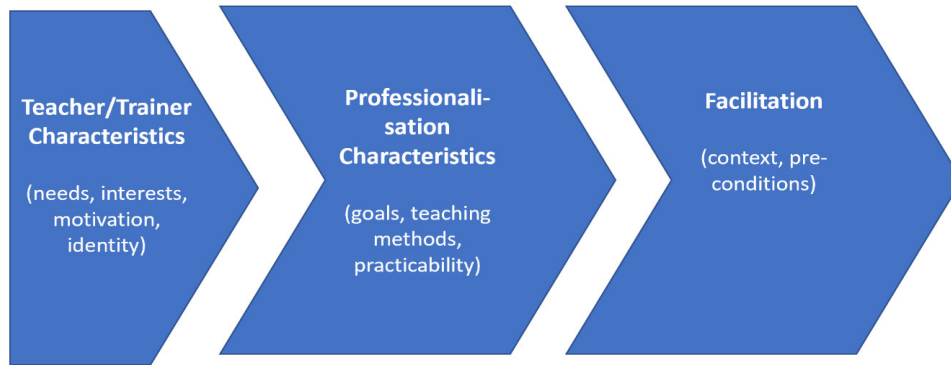 Teacher/Trainer
Characteristics
(needs, interests,
motivation,
identity)
Professionali-
sation
Characteristics
(goals, teaching
methods,
practicability)
Facilitation
(context, pre-
conditions)